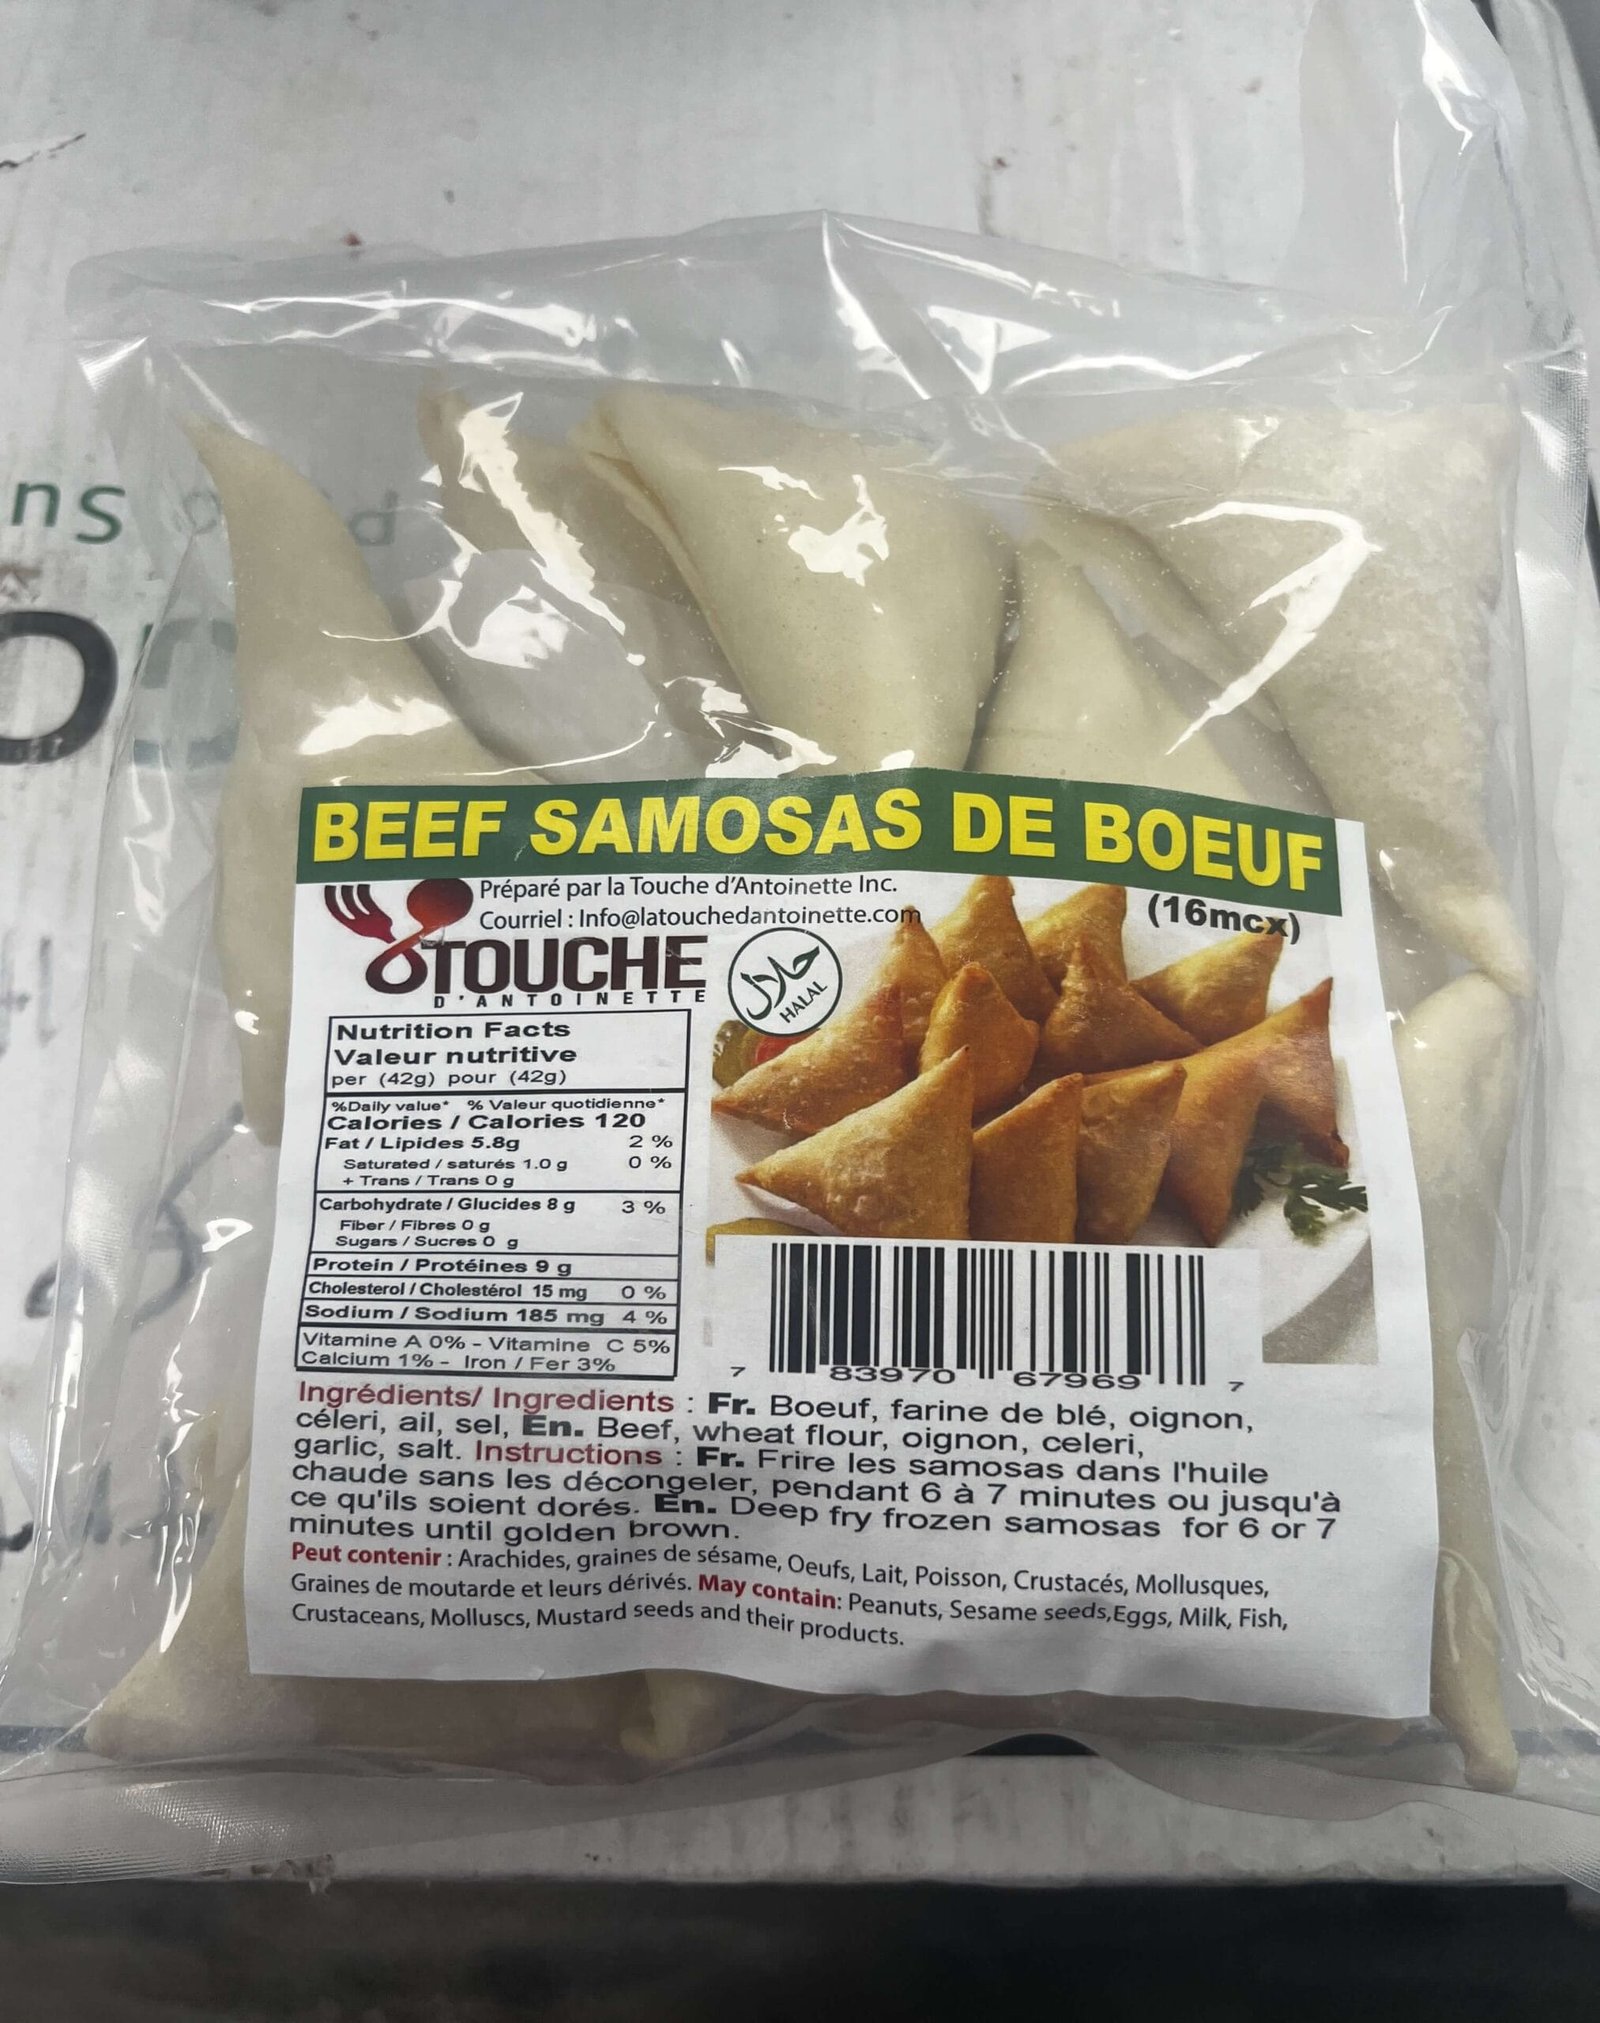 ns
BEEF SAMOSAS DE BOEUF
(16mcx)
Préparé par la Touche d'Antoinette Inc.
Courriel : Info@latouchedantoinette.com
TOUCHE
D'ANTOINETTE
حلال
HALAL
Nutrition Facts
Valeur nutritive
per (42g) pour (42g)
%Daily value* % Valeur quotidienne*
Calories / Calories 120
Fat / Lipides 5.8g 2 %
Saturated / saturés 1.0 g 0 %
+ Trans / Trans 0 g
Carbohydrate / Glucides 8 g 3 %
Fiber / Fibres 0 g
Sugars / Sucres 0 g
Protein / Protéines 9 g
Cholesterol / Cholestérol 15 mg 0 %
Sodium / Sodium 185 mg 4 %
Vitamine A 0% - Vitamine C 5%
Calcium 1% - Iron / Fer 3%
7 83970 67969 7
Ingrédients/ Ingredients : Fr. Boeuf, farine de blé, oignon,
céleri, ail, sel, En. Beef, wheat flour, oignon, celeri,
garlic, salt. Instructions : Fr. Frire les samosas dans l'huile
chaude sans les décongeler, pendant 6 à 7 minutes ou jusqu'à
ce qu'ils soient dorés. En. Deep fry frozen samosas for 6 or 7
minutes until golden brown.
Peut contenir : Arachides, graines de sésame, Oeufs, Lait, Poisson, Crustacés, Mollusques,
Graines de moutarde et leurs dérivés. May contain: Peanuts, Sesame seeds,Eggs, Milk, Fish,
Crustaceans, Molluscs, Mustard seeds and their products.